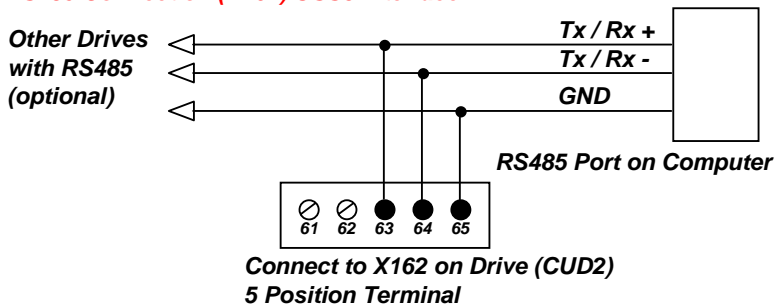 Other Drives
with RS485
(optional)
Tx / Rx +
Tx / Rx -
GND
RS485 Port on Computer
61 62 63 64 65
Connect to X162 on Drive (CUD2)
5 Position Terminal